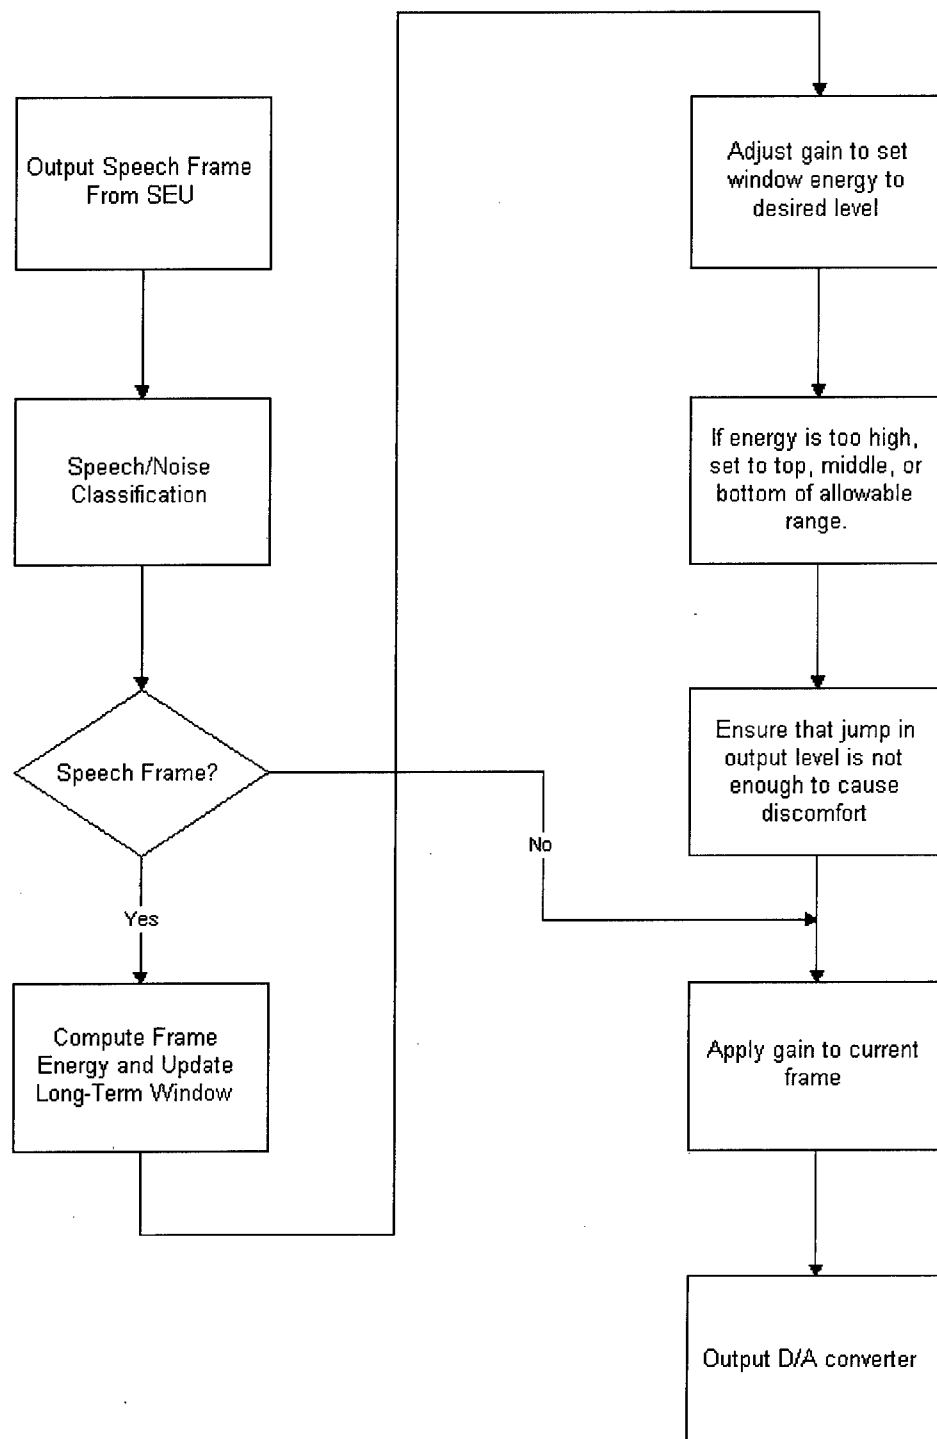 Output Speech Frame
From SEU
Speech/Noise
Classification
Speech Frame?
Yes
No
Compute Frame
Energy and Update
Long-Term Window
Adjust gain to set
window energy to
desired level
If energy is too high,
set to top, middle, or
bottom of allowable
range.
Ensure that jump in
output level is not
enough to cause
discomfort
Apply gain to current
frame
Output D/A converter